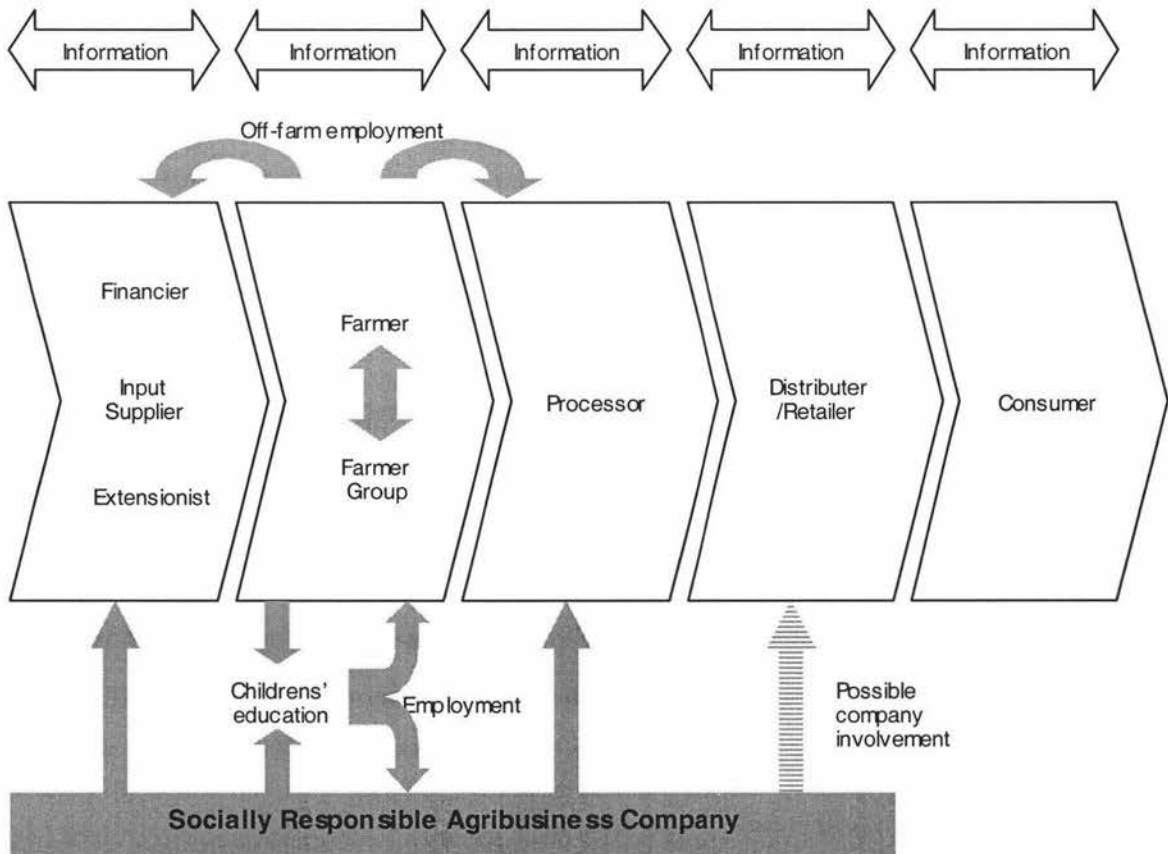 Information
Information
Information
Information
Information
Off-farm employment
Financier
Input
Supplier
Extensionist
Farmer
Farmer
Group
Processor
Distributer
/Retailer
Consumer
Childrens’
education
Employment
Possible
company
involvement
Socially Responsible Agribusiness Company